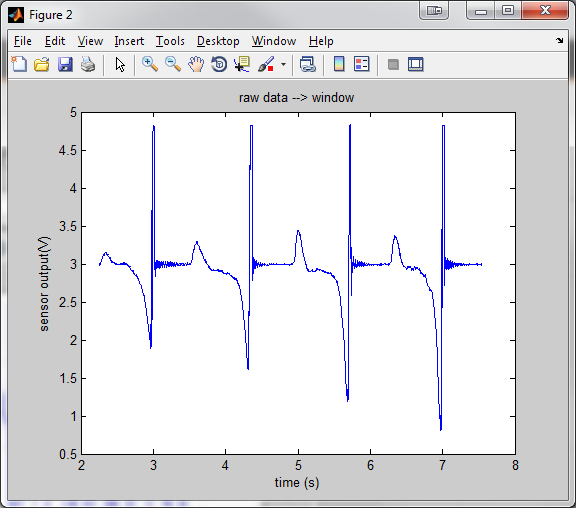 Figure 2
File Edit View Insert Tools Desktop Window Help
raw data --> window
5
4.5
4
3.5
3
2.5
2
1.5
1
0.5
sensor output(V)
2 3 4 5 6 7 8
time (s)